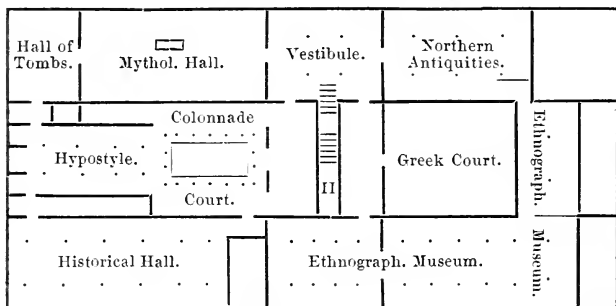 Hall of
Tombs.
Mythol. Hall.
Vestibule.
Northern
Antiquities.
Colonnade
Hypostyle.
Court.
II
Greek Court.
Ethnograph.
Museum.
Historical Hall.
Ethnograph. Museum.